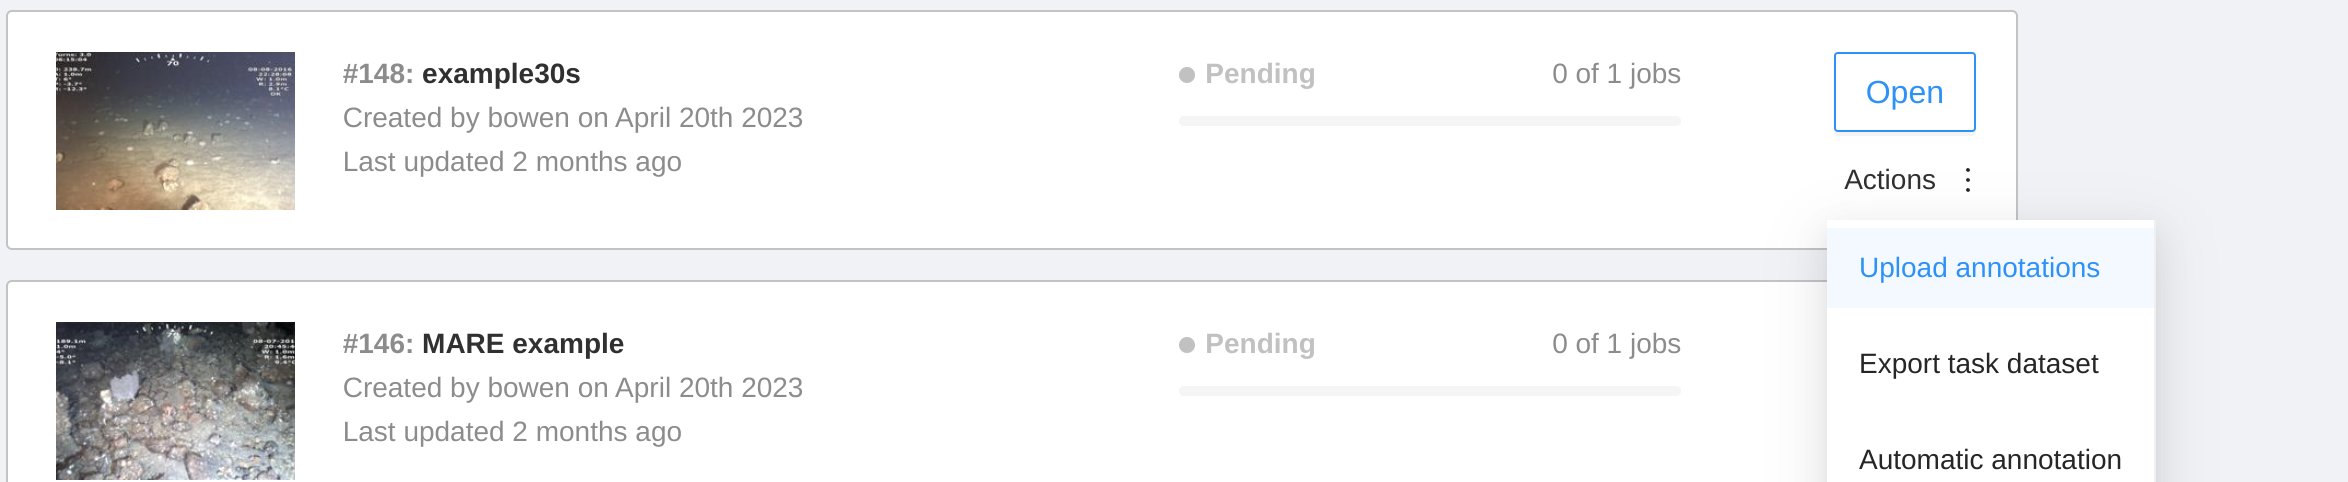 #148: example30s
Created by bowen on April 20th 2023
Last updated 2 months ago
Pending
0 of 1 jobs
Open
Actions
Upload annotations
Export task dataset
Automatic annotation
#146: MARE example
Created by bowen on April 20th 2023
Last updated 2 months ago
Pending
0 of 1 jobs